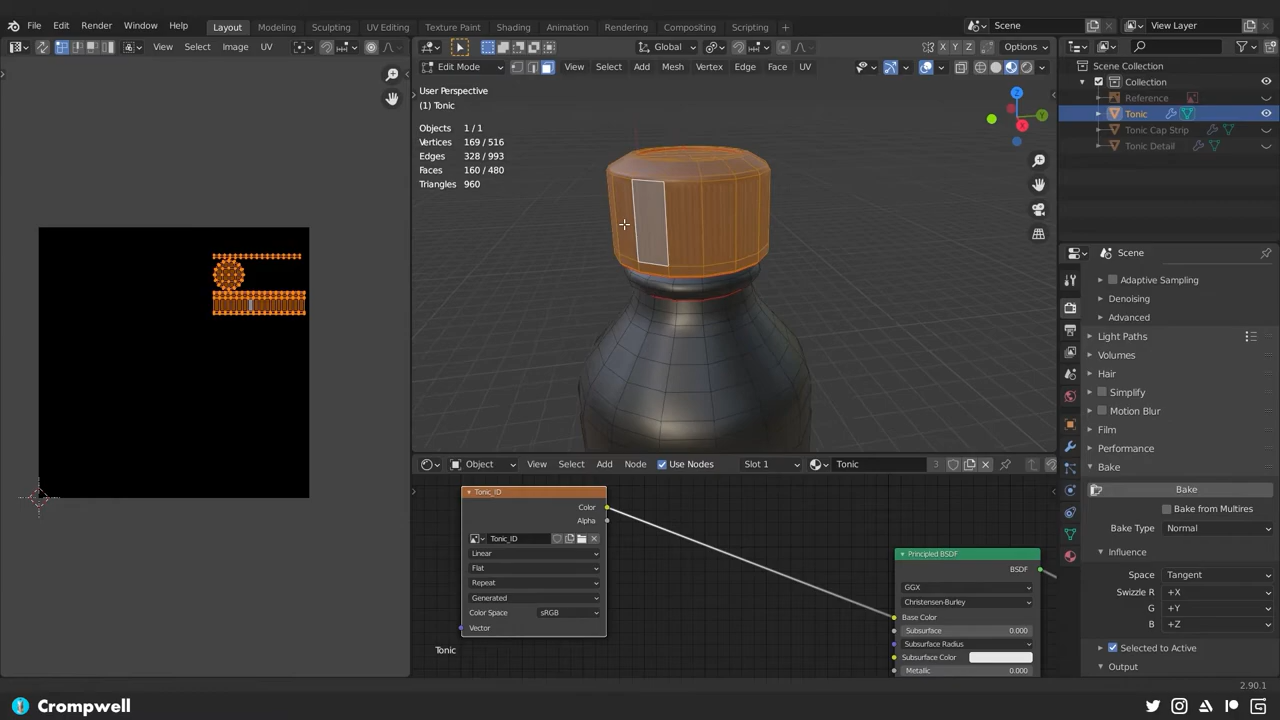 File Edit Render Window Help Layout Modeling Sculpting UV Editing Texture Paint Shading Animation Rendering Compositing Scripting + Scene View Layer
View Select Image UV Global X Y Z Options
Edit Mode View Select Add Mesh Vertex Edge Face UV
User Perspective
(1) Tonic
Objects 1 / 1
Vertices 169 / 516
Edges 328 / 993
Faces 160 / 480
Triangles 960
Z
Y
X
Scene Collection
Collection
Reference
Tonic
Tonic Cap Strip
Tonic Detail
Scene
Adaptive Sampling
Denoising
Advanced
Light Paths
Volumes
Hair
Simplify
Motion Blur
Film
Performance
Bake
Bake
Bake from Multires
Bake Type Normal
Influence
Space Tangent
Swizzle R +X
G +Y
B +Z
Selected to Active
Output
Object View Select Add Node Use Nodes Slot 1 Tonic 3
Tonic_ID
Color
Alpha
Tonic_ID
Linear
Flat
Repeat
Generated
Color Space sRGB
Vector
Tonic
Principled BSDF
BSDF
GGX
Christensen-Burley
Base Color
Subsurface 0.000
Subsurface Radius
Subsurface Color
Metallic 0.000
2.90.1
Crompwell